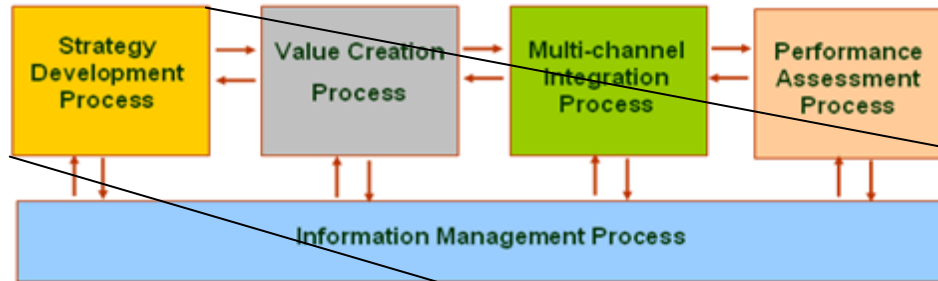 Strategy
Development
Process
Value Creation
Process
Multi-channel
Integration
Process
Performance
Assessment
Process
Information Management Process